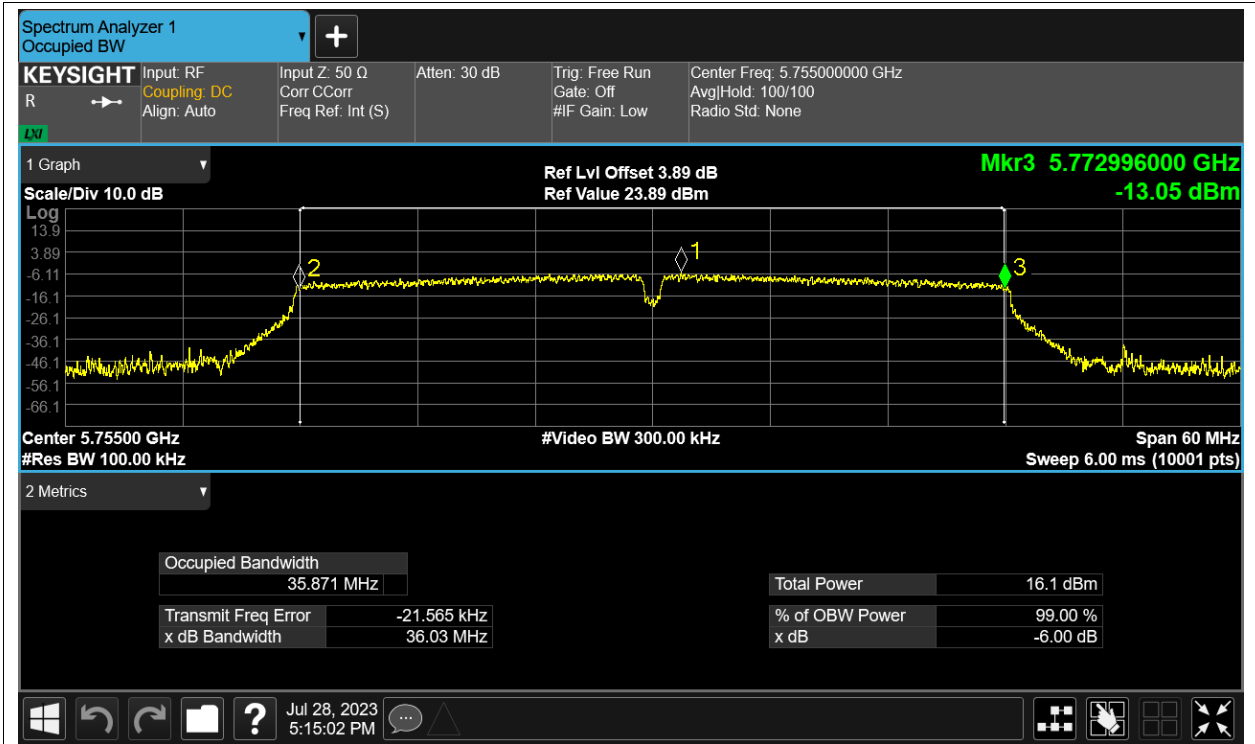 Spectrum Analyzer 1
Occupied BW
KEYSIGHT
R
LXI
Input: RF
Coupling: DC
Align: Auto
Input Z: 50 Ω
Corr CCorr
Freq Ref: Int (S)
Atten: 30 dB
Trig: Free Run
Gate: Off
#IF Gain: Low
Center Freq: 5.755000000 GHz
Avg|Hold: 100/100
Radio Std: None
1 Graph
Scale/Div 10.0 dB
Ref Lvl Offset 3.89 dB
Ref Value 23.89 dBm
Mkr3 5.772996000 GHz
-13.05 dBm
Log
13.9
3.89
-6.11
-16.1
-26.1
-36.1
-46.1
-56.1
-66.1
2
1
3
Center 5.75500 GHz
#Video BW 300.00 kHz
Span 60 MHz
#Res BW 100.00 kHz
Sweep 6.00 ms (10001 pts)
2 Metrics
Occupied Bandwidth
35.871 MHz
Transmit Freq Error -21.565 kHz
x dB Bandwidth 36.03 MHz
Total Power 16.1 dBm
% of OBW Power 99.00 %
x dB -6.00 dB
?
Jul 28, 2023
5:15:02 PM